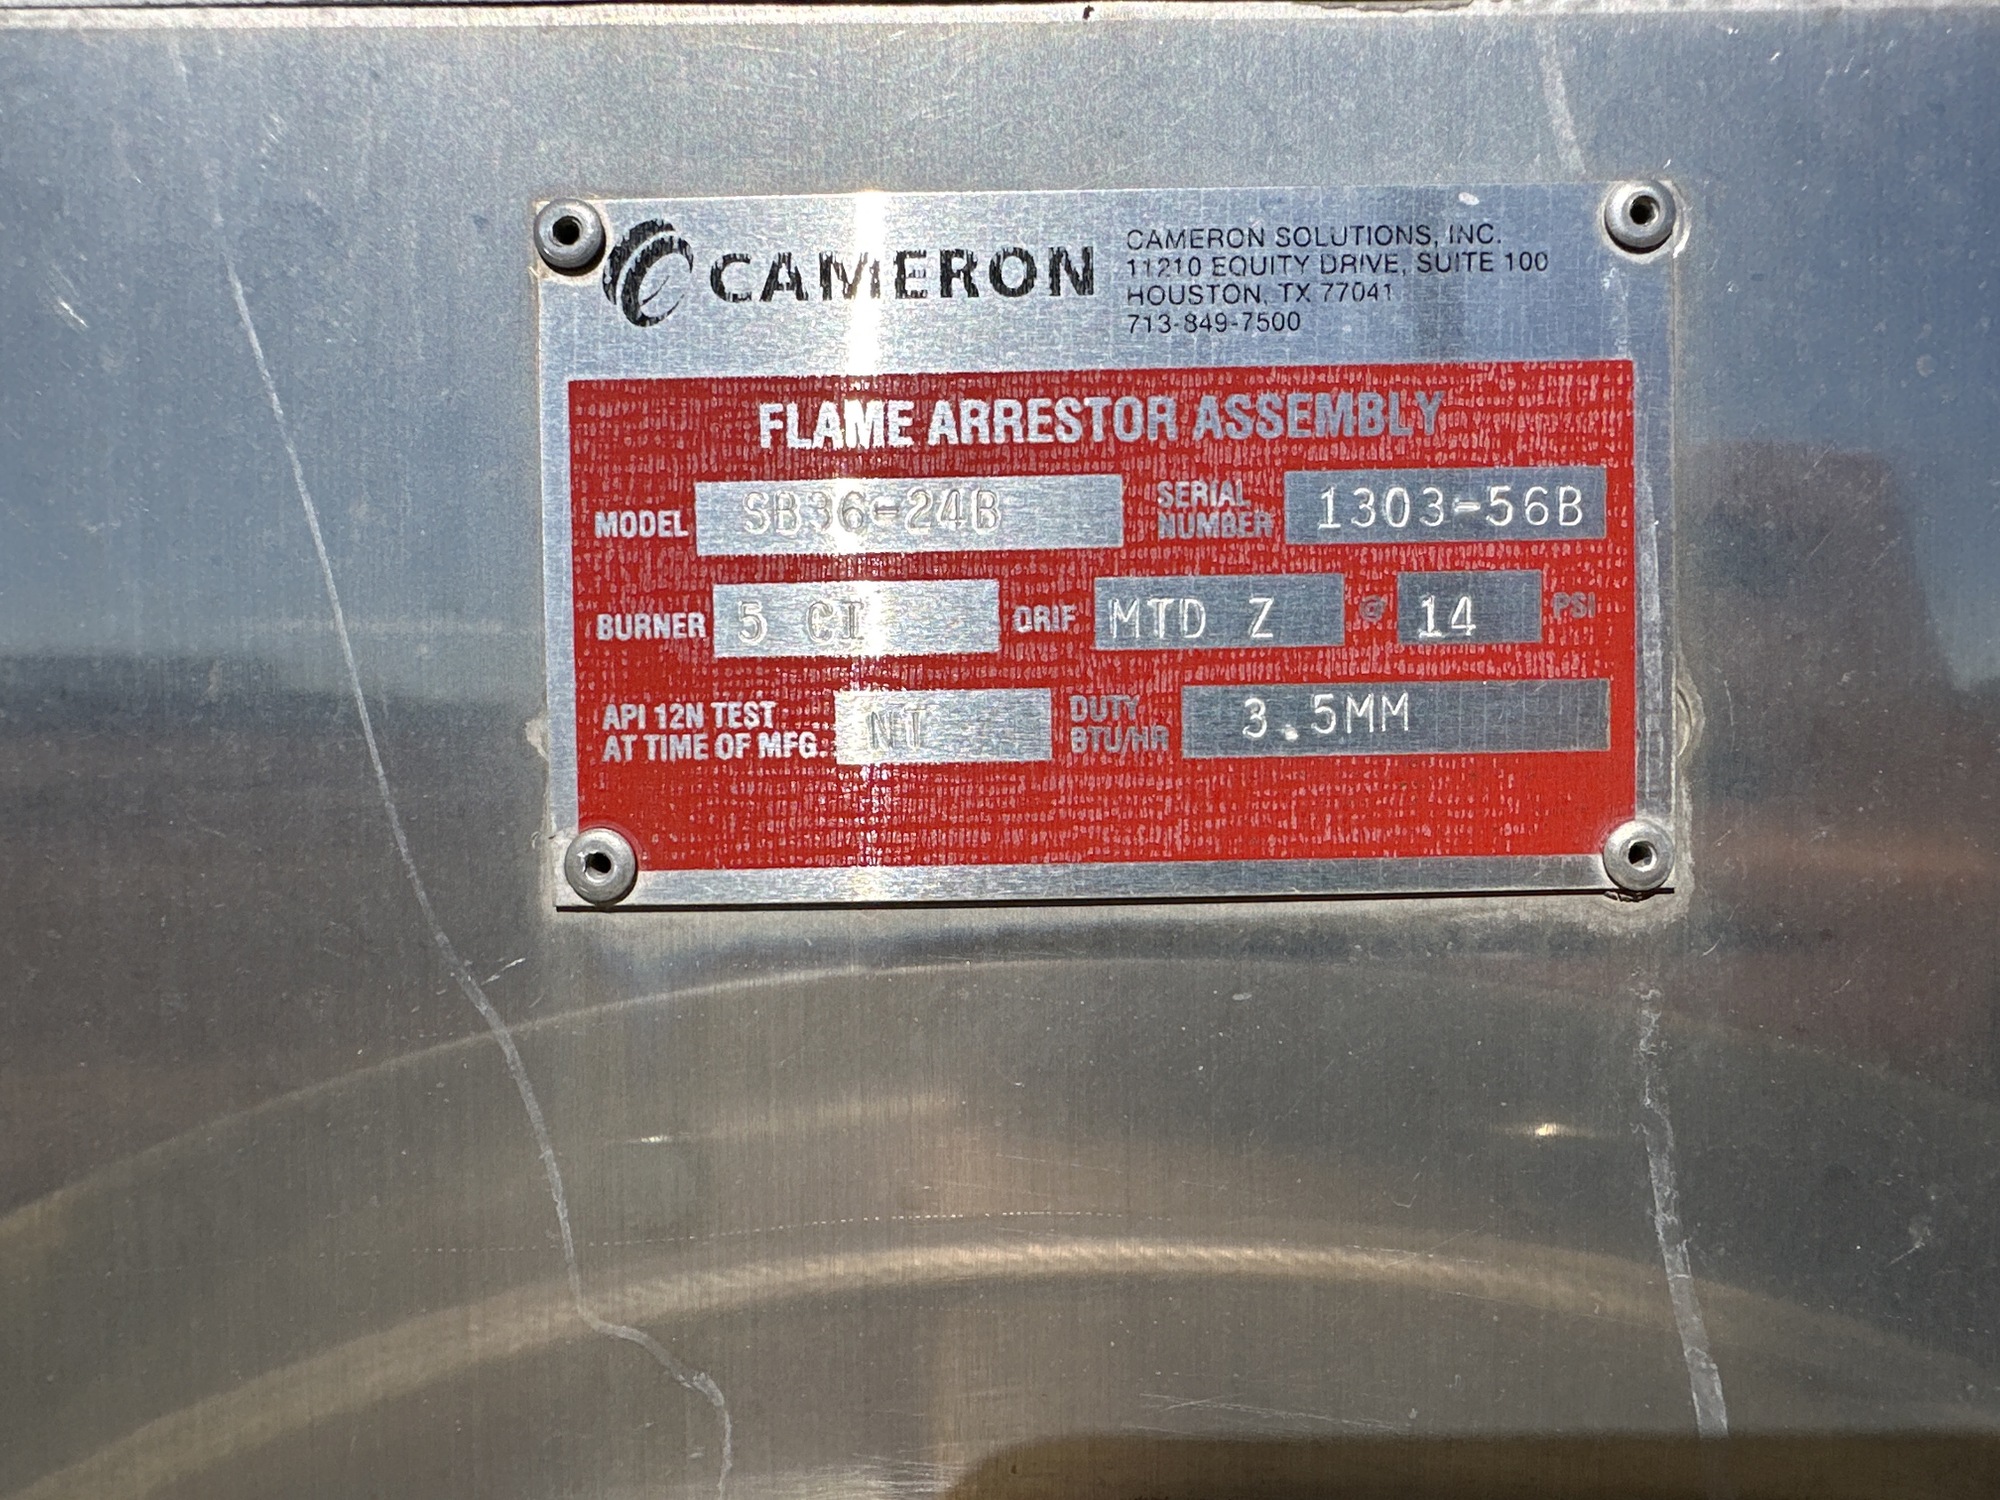 CAMERON
CAMERON SOLUTIONS, INC.
11210 EQUITY DRIVE, SUITE 100
HOUSTON, TX 77041
713-849-7500
FLAME ARRESTOR ASSEMBLY
MODEL SB36-24B SERIAL NUMBER 1303-56B
BURNER 5 CI ORIF MTD Z @ 14 PSI
API 12N TEST AT TIME OF MFG. NI DUTY BTU/HR 3.5MM